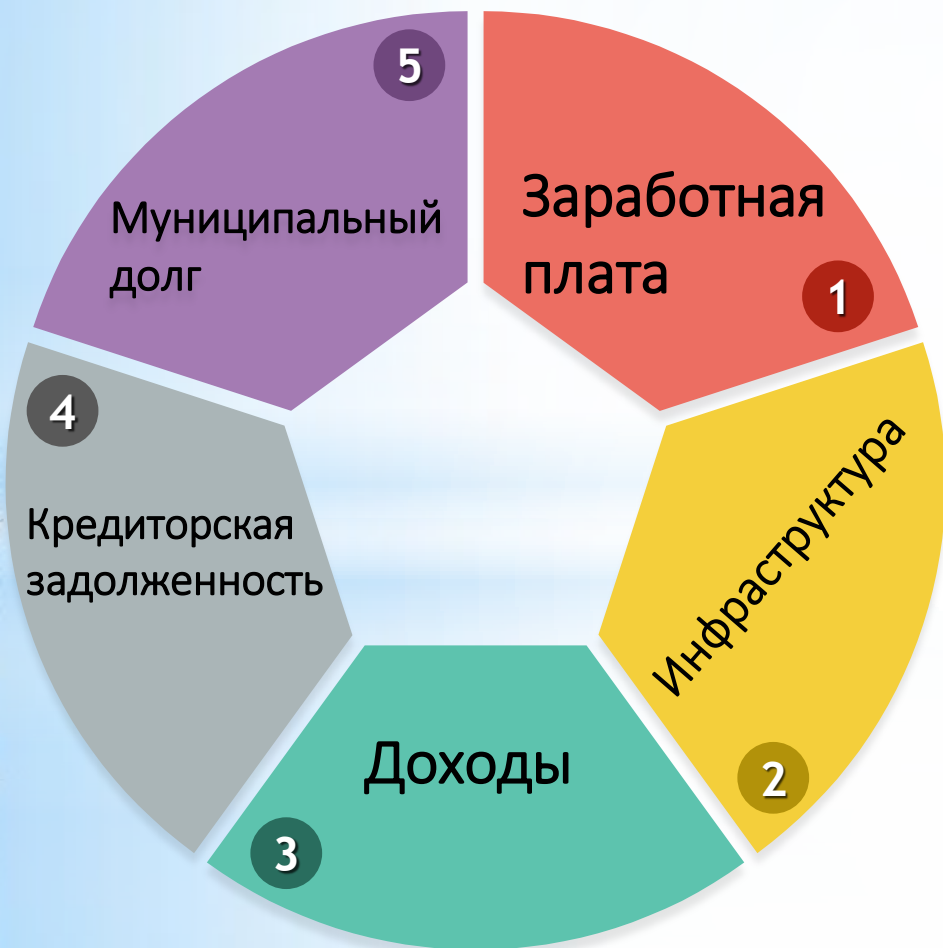 Заработная
плата
1
Инфраструктура
2
Доходы
3
4
Кредиторская
задолженность
5
Муниципальный
долг